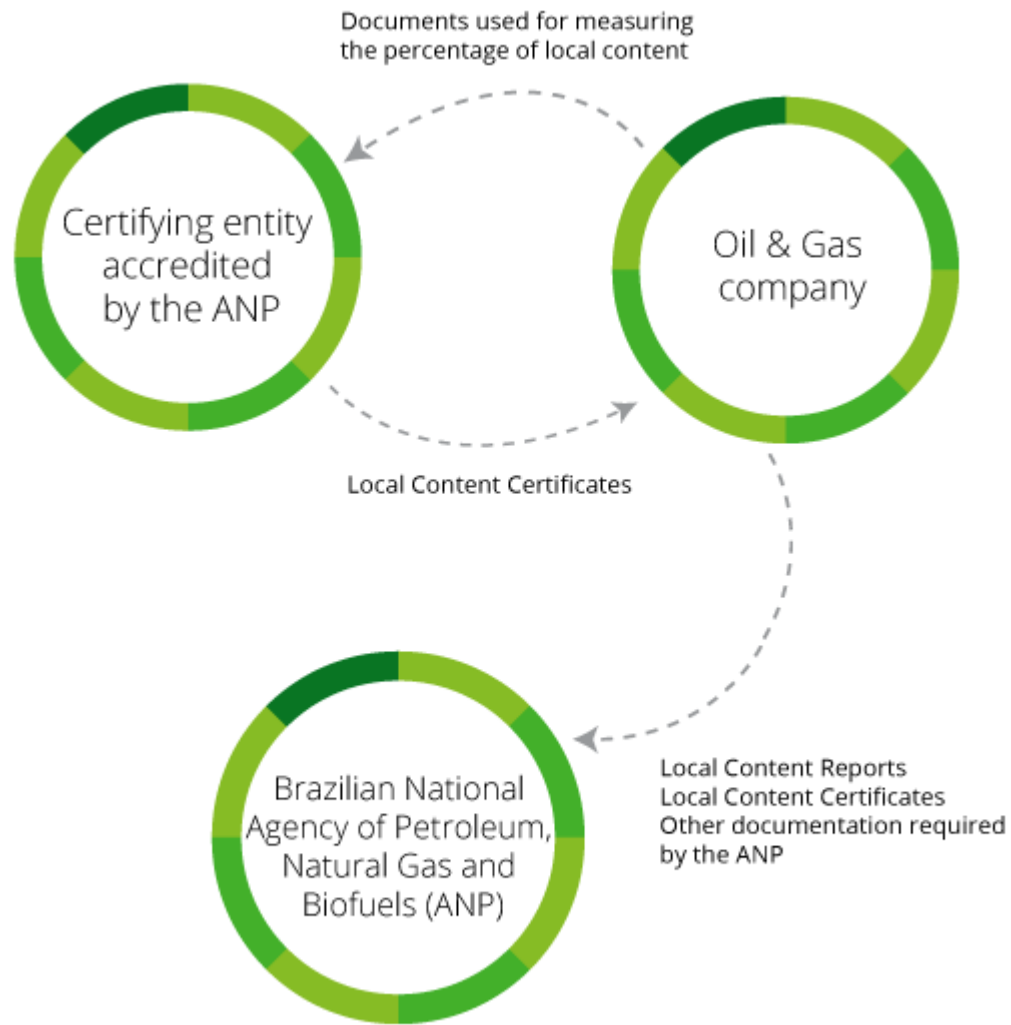 Documents used for measuring
the percentage of local content
Certifying entity
accredited
by the ANP
Oil & Gas
company
Local Content Certificates
Brazilian National
Agency of Petroleum,
Natural Gas and
Biofuels (ANP)
Local Content Reports
Local Content Certificates
Other documentation required
by the ANP